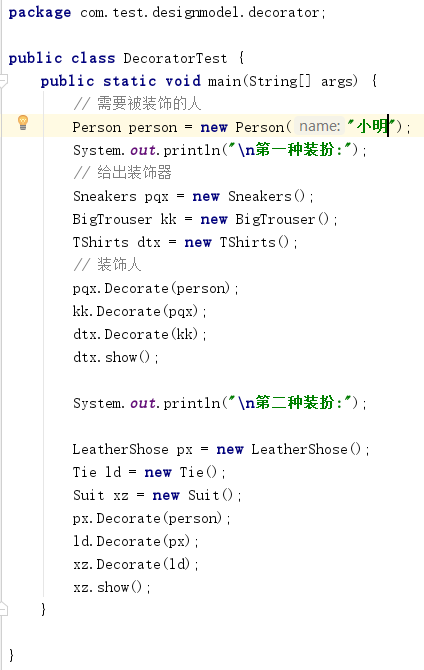 package com.test.designmodel.decorator;
public class DecoratorTest {
public static void main(String[] args) {
// 需要被装饰的人
Person person = new Person( name: "小明");
System.out.println("\n第一种装扮:");
// 给出装饰器
Sneakers pqx = new Sneakers();
BigTrouser kk = new BigTrouser();
TShirts dtx = new TShirts();
// 装饰人
pqx.Decorate(person);
kk.Decorate(pqx);
dtx.Decorate(kk);
dtx.show();
System.out.println("\n第二种装扮:");
LeatherShose px = new LeatherShose();
Tie ld = new Tie();
Suit xz = new Suit();
px.Decorate(person);
ld.Decorate(px);
xz.Decorate(ld);
xz.show();
}
}